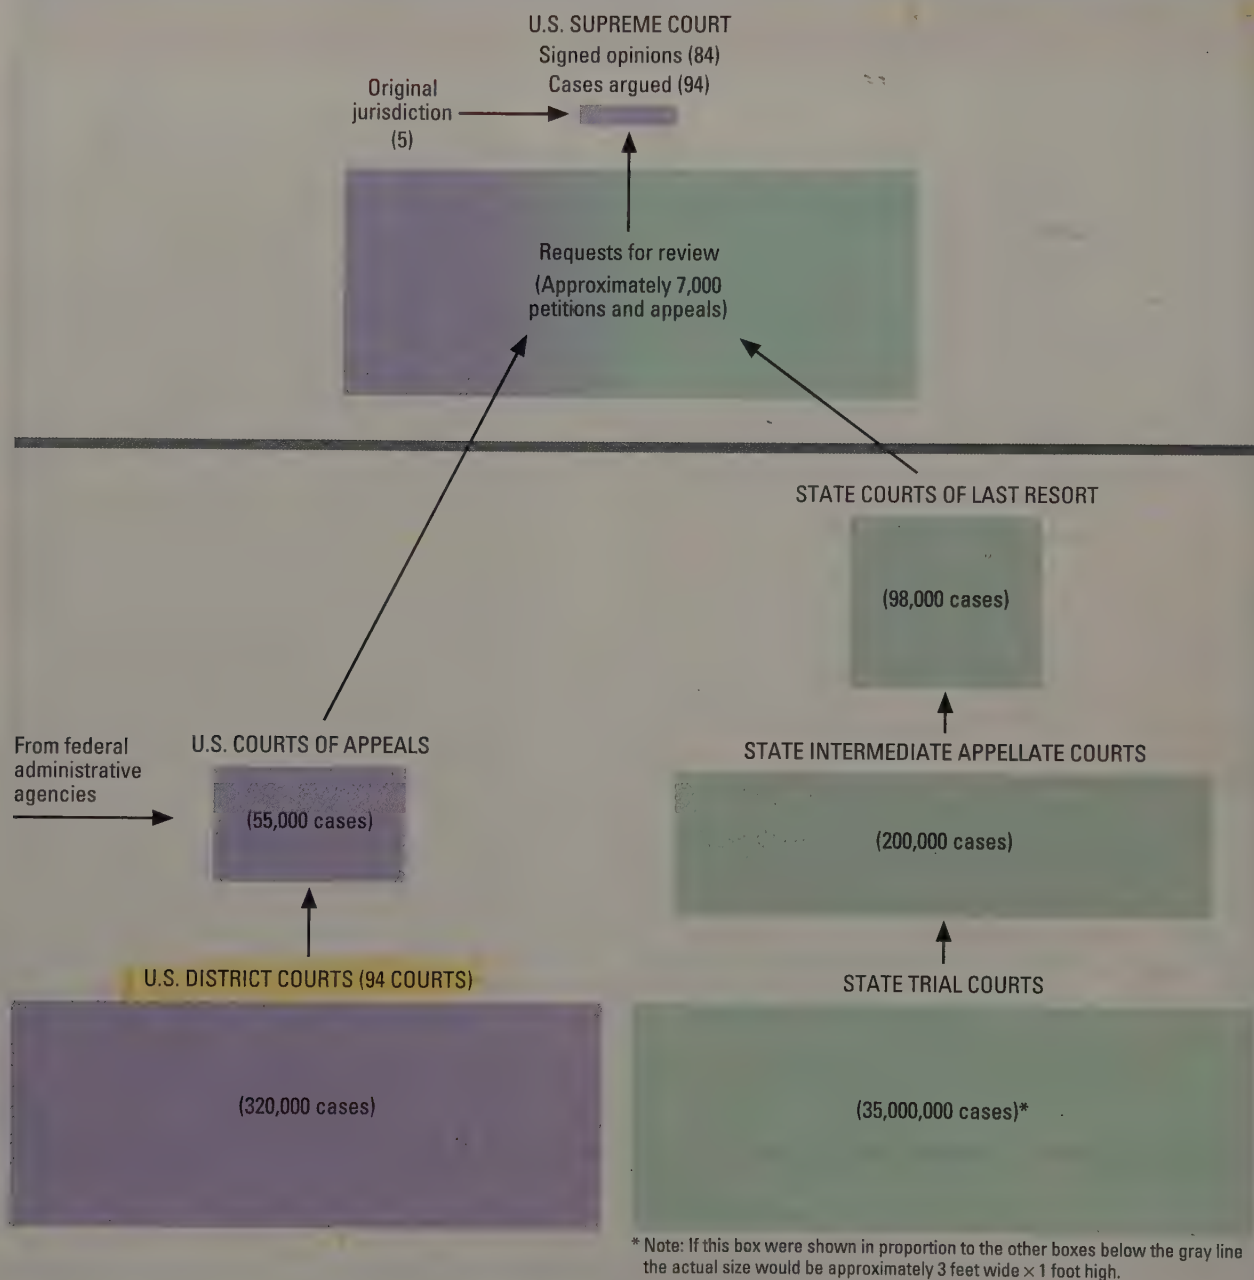 U.S. SUPREME COURT
Signed opinions (84)
Cases argued (94)
Original
jurisdiction
(5)
Requests for review
(Approximately 7,000
petitions and appeals)
STATE COURTS OF LAST RESORT
(98,000 cases)
From federal
administrative
agencies
U.S. COURTS OF APPEALS
(55,000 cases)
STATE INTERMEDIATE APPELLATE COURTS
(200,000 cases)
U.S. DISTRICT COURTS (94 COURTS)
(320,000 cases)
STATE TRIAL COURTS
(35,000,000 cases)*
* Note: If this box were shown in proportion to the other boxes below the gray line
the actual size would be approximately 3 feet wide × 1 foot high.